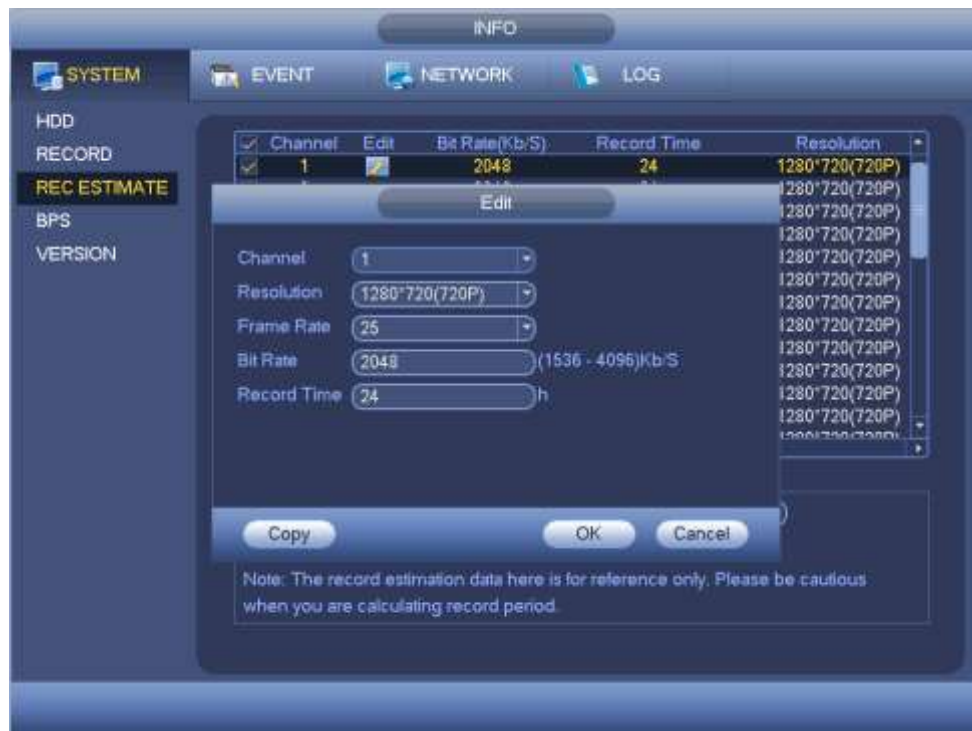 INFO
SYSTEM EVENT NETWORK LOG
HDD
RECORD
REC ESTIMATE
BPS
VERSION
Channel Edit Bit Rate(Kb/S) Record Time Resolution
1 2048 24 1280*720(720P)
1280*720(720P)
1280*720(720P)
1280*720(720P)
1280*720(720P)
1280*720(720P)
1280*720(720P)
1280*720(720P)
1280*720(720P)
1280*720(720P)
1280*720(720P)
1280*720(720P)
Edit
Channel 1
Resolution 1280*720(720P)
Frame Rate 25
Bit Rate 2048 (1536 - 4096)Kb/S
Record Time 24 h
Copy OK Cancel
Note: The record estimation data here is for reference only. Please be cautious
when you are calculating record period.